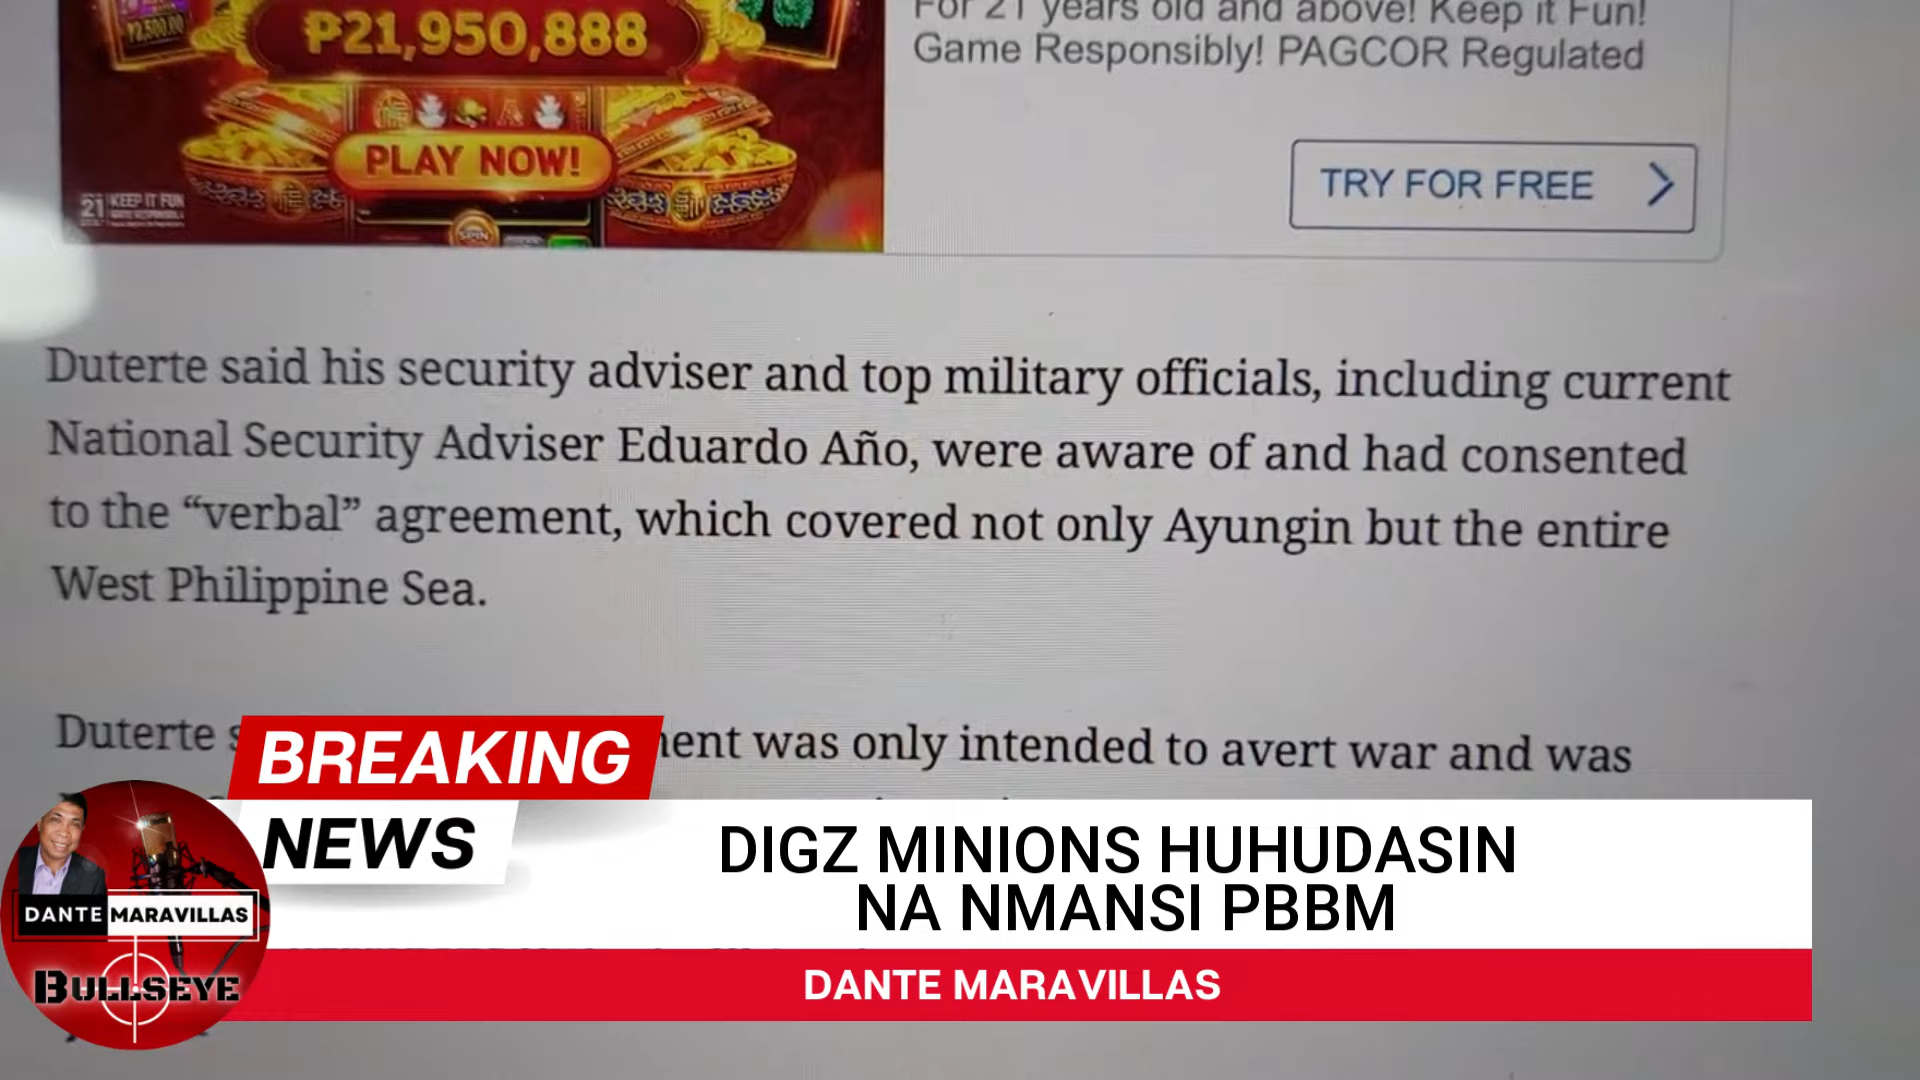 ₱2,500.00
₱21,950,888
PLAY NOW!
SPIN
21 KEEP IT FUN
For 21 years old and above! Keep it Fun!
Game Responsibly! PAGCOR Regulated
TRY FOR FREE
Duterte said his security adviser and top military officials, including current
National Security Adviser Eduardo Año, were aware of and had consented
to the “verbal” agreement, which covered not only Ayungin but the entire
West Philippine Sea.
Duterte was only intended to avert war and was
BREAKING
NEWS
DIGZ MINIONS HUHUDASIN
NA NMANSI PBBM
DANTE MARAVILLAS
DANTE MARAVILLAS
BULLSEYE